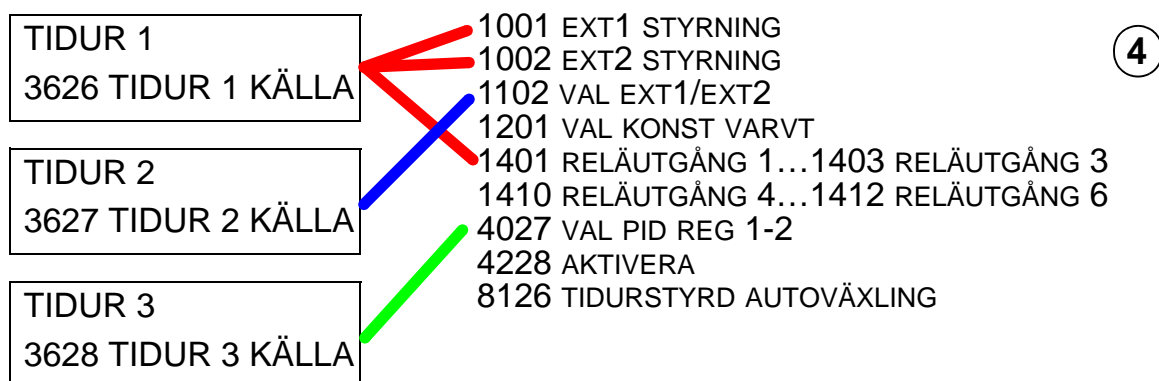 TIDUR 1
3626 TIDUR 1 KÄLLA
TIDUR 2
3627 TIDUR 2 KÄLLA
TIDUR 3
3628 TIDUR 3 KÄLLA
1001 EXT1 STYRNING
1002 EXT2 STYRNING
1102 VAL EXT1/EXT2
1201 VAL KONST VARVT
1401 RELÄUTGÅNG 1…1403 RELÄUTGÅNG 3
1410 RELÄUTGÅNG 4…1412 RELÄUTGÅNG 6
4027 VAL PID REG 1-2
4228 AKTIVERA
8126 TIDURSTYRD AUTOVÄXLING
4